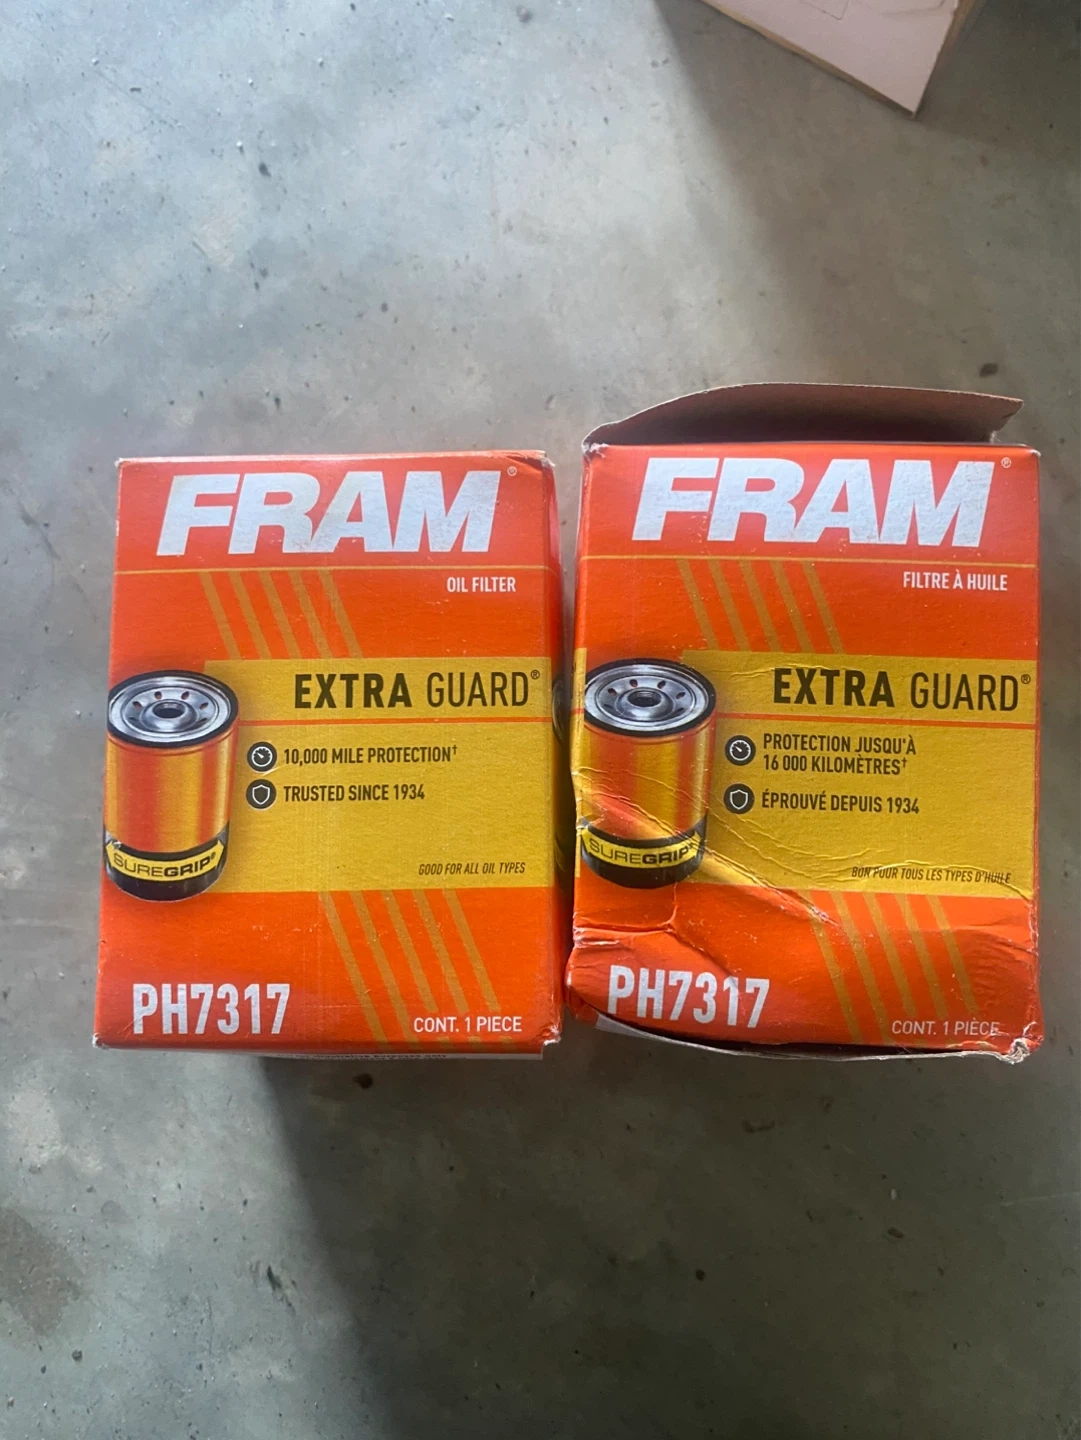 FRAM®
OIL FILTER
EXTRA GUARD®
10,000 MILE PROTECTION†
TRUSTED SINCE 1934
SUREGRIP®
GOOD FOR ALL OIL TYPES
PH7317
CONT. 1 PIECE
FRAM®
FILTRE À HUILE
EXTRA GUARD®
PROTECTION JUSQU'À
16 000 KILOMÈTRES†
ÉPROUVÉ DEPUIS 1934
SUREGRIP®
BON POUR TOUS LES TYPES D'HUILE
PH7317
CONT. 1 PIÈCE